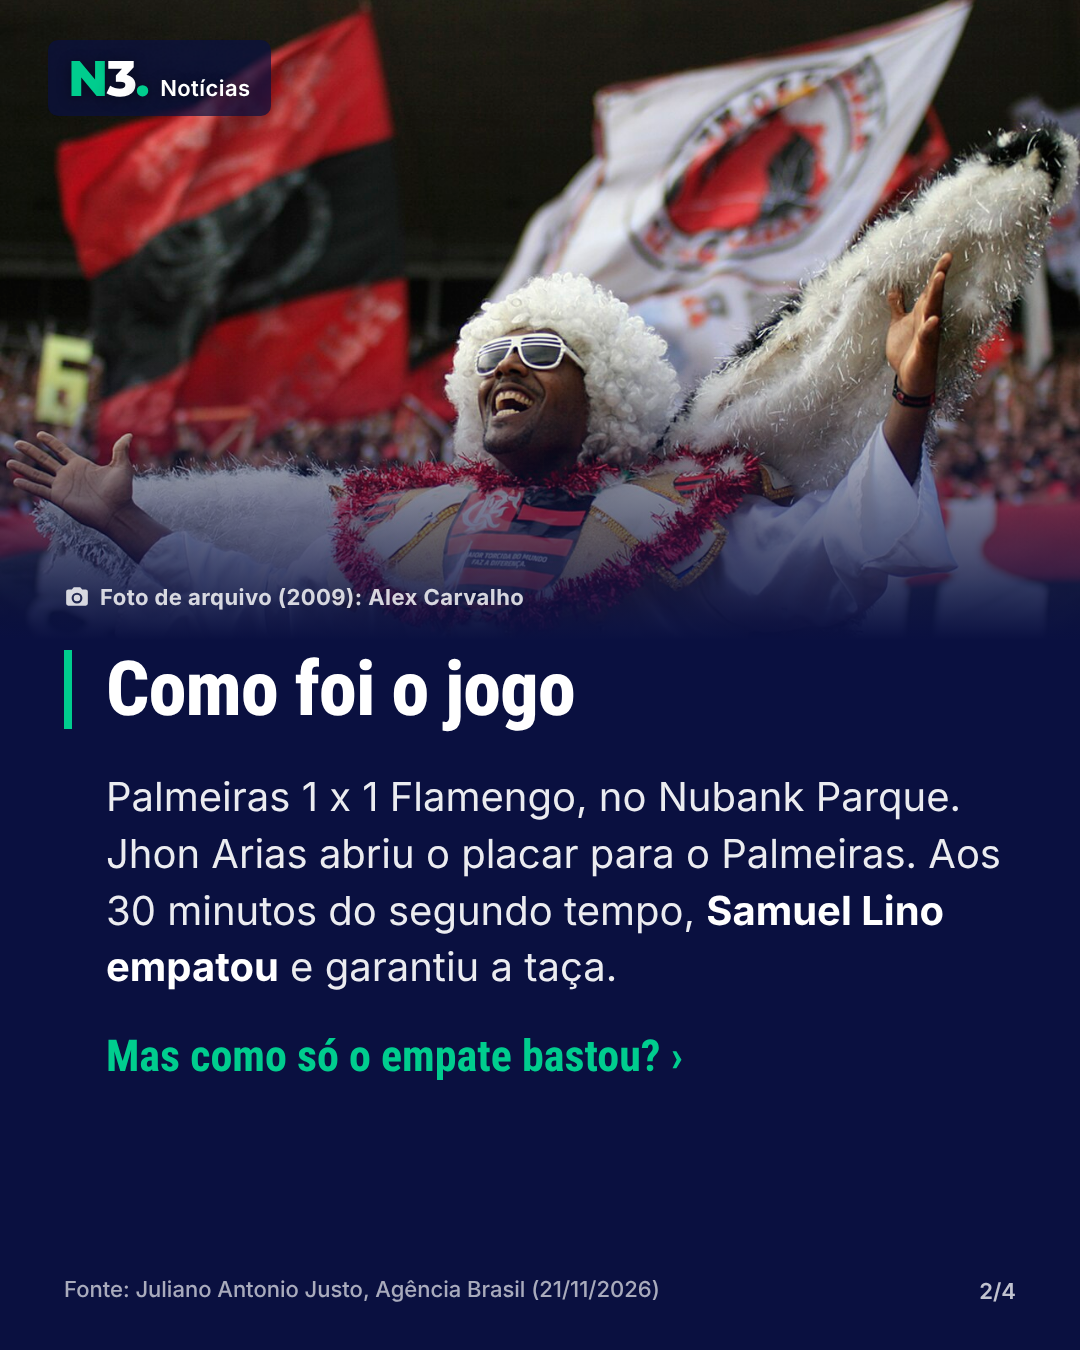 N3. Notícias
6
Foto de arquivo (2009): Alex Carvalho
Como foi o jogo
Palmeiras 1 x 1 Flamengo, no Nubank Parque.
Jhon Arias abriu o placar para o Palmeiras. Aos
30 minutos do segundo tempo, Samuel Lino
empatou e garantiu a taça.
Mas como só o empate bastou? ›
Fonte: Juliano Antonio Justo, Agência Brasil (21/11/2026)
2/4